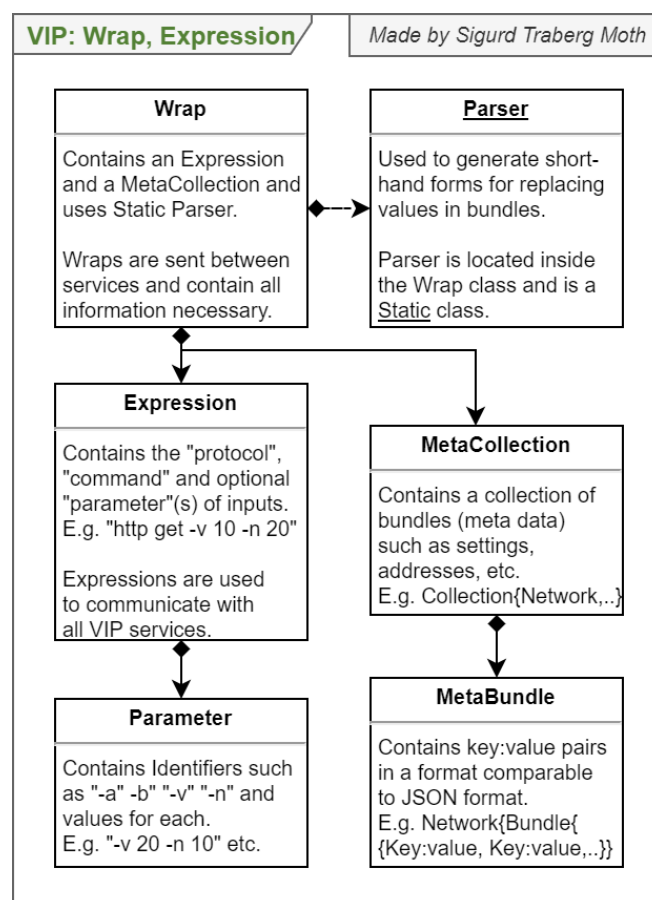 VIP: Wrap, Expression
Made by Sigurd Traberg Moth
Wrap
Contains an Expression
and a MetaCollection and
uses Static Parser.
Wraps are sent between
services and contain all
information necessary.
Parser
Used to generate short-
hand forms for replacing
values in bundles.
Parser is located inside
the Wrap class and is a
Static class.
Expression
Contains the "protocol",
"command" and optional
"parameter"(s) of inputs.
E.g. "http get -v 10 -n 20"
Expressions are used
to communicate with
all VIP services.
MetaCollection
Contains a collection of
bundles (meta data)
such as settings,
addresses, etc.
E.g. Collection{Network,..}
Parameter
Contains Identifiers such
as "-a" -b" "-v" "-n" and
values for each.
E.g. "-v 20 -n 10" etc.
MetaBundle
Contains key:value pairs
in a format comparable
to JSON format.
E.g. Network{Bundle{
{Key:value, Key:value,..}}